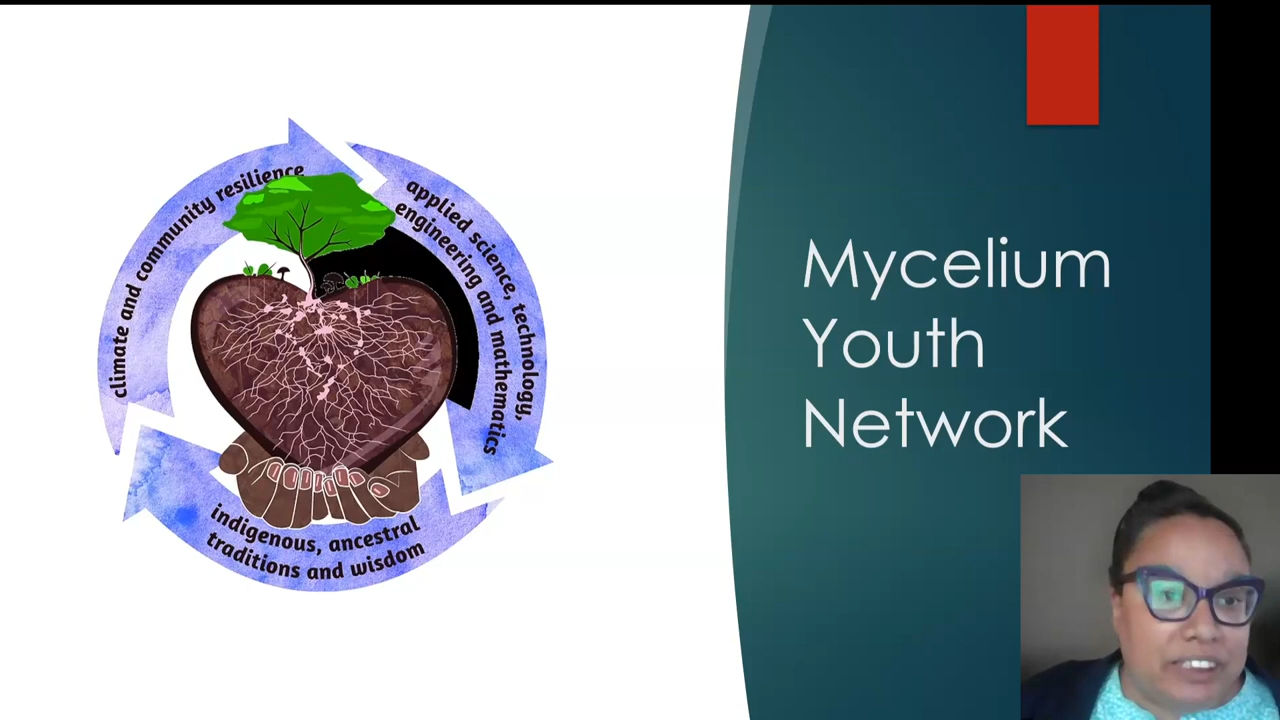 climate and community resilience
applied science, technology,
engineering and mathematics
indigenous, ancestral
traditions and wisdom
Mycelium
Youth
Network